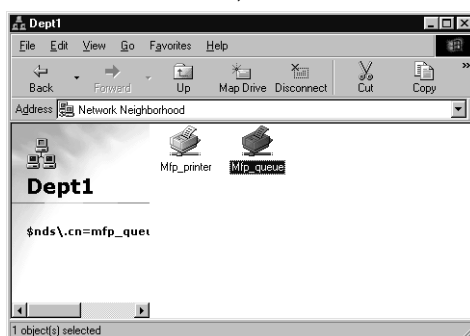 Dept1
File Edit View Go Favorites Help
Back Forward Up Map Drive Disconnect Cut Copy »
Address Network Neighborhood
Mfp_printer Mfp_queue
Dept1
$nds\.cn=mfp_queu
1 object(s) selected